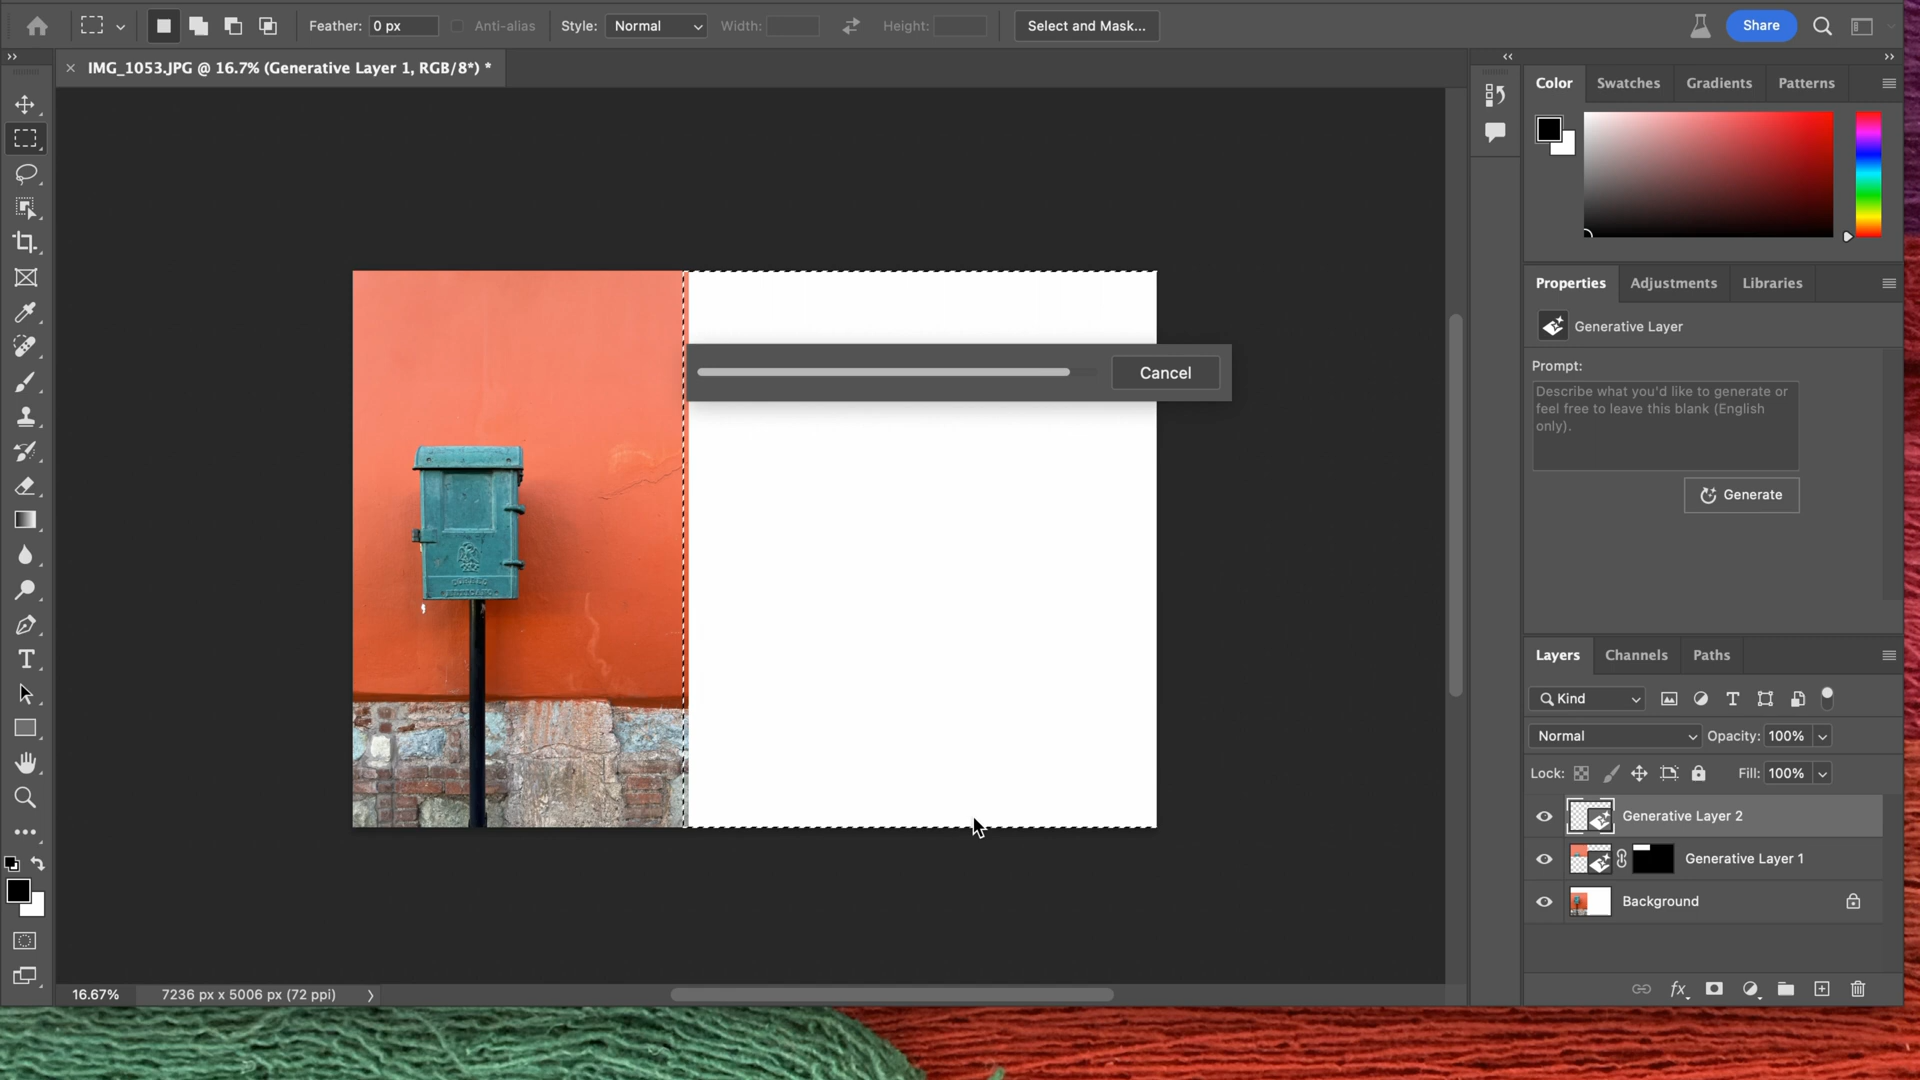 Feather: 0 px
Anti-alias
Style: Normal
Width:
Height:
Select and Mask...
Share
IMG_1053.JPG @ 16.7% (Generative Layer 1, RGB/8*) *
Color Swatches Gradients Patterns
Properties Adjustments Libraries
Generative Layer
Prompt:
Describe what you'd like to generate or
feel free to leave this blank (English
only).
Generate
Cancel
Layers Channels Paths
Kind
Normal Opacity: 100%
Lock: Fill: 100%
Generative Layer 2
Generative Layer 1
Background
fx
16.67% 7236 px x 5006 px (72 ppi)